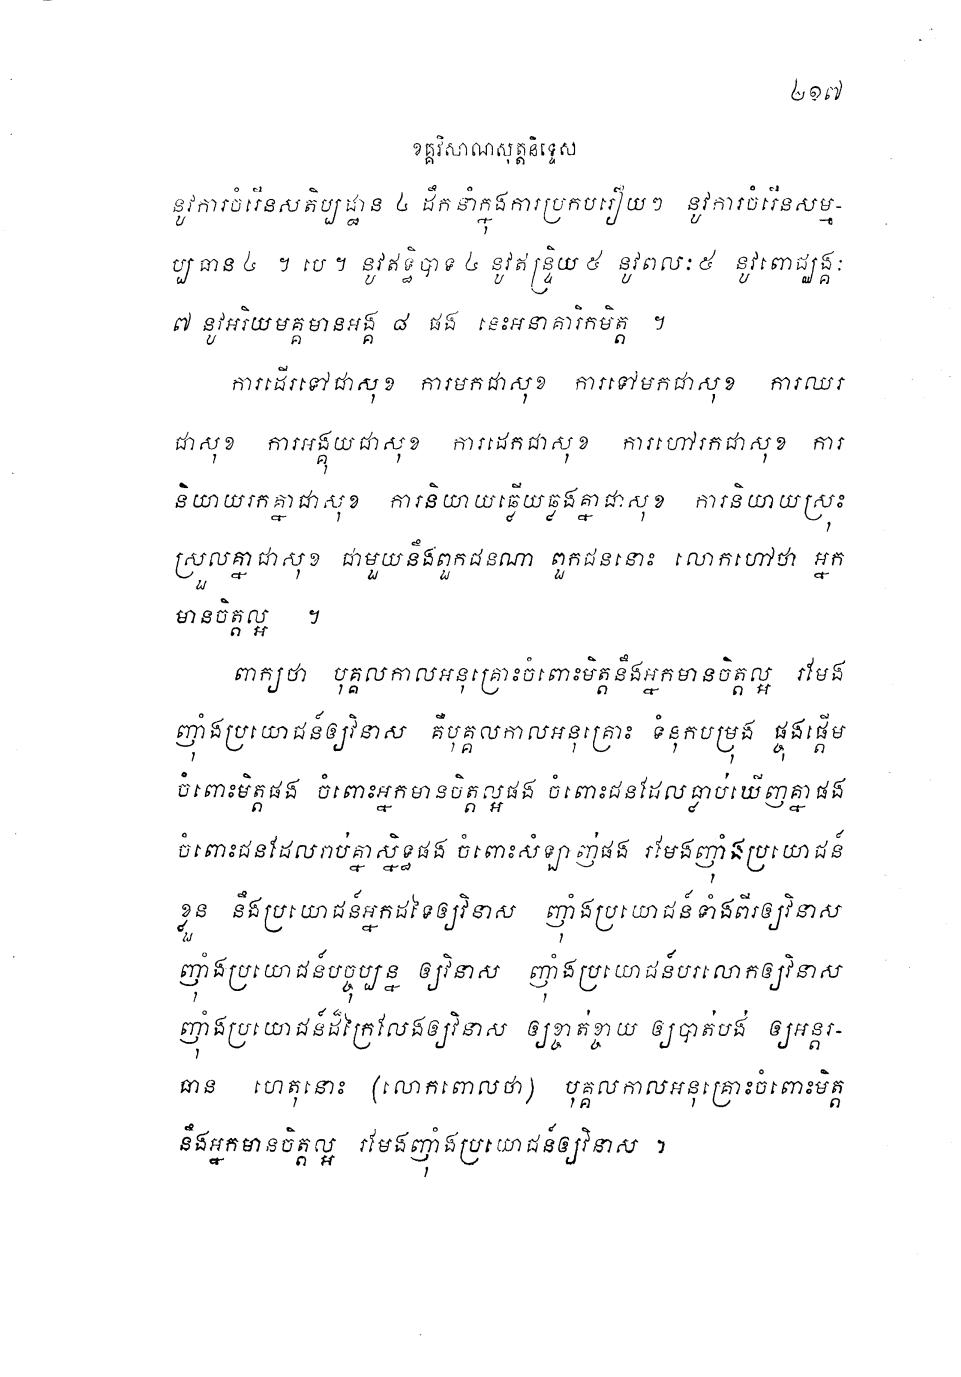 ២១៧
ខគ្គវិសាណសុត្តនិទ្ទេស
នូវការចំរើនសតិប្បដ្ឋាន ៤ ដឹកនាំក្នុងការប្រកបរឿយៗ នូវការចំរើនសម្ម-
ប្បធាន ៤ ។ បេ ។ នូវឥទ្ធិបាទ ៤ នូវឥន្ទ្រិយ ៥ នូវពលៈ ៥ នូវពោជ្ឈង្គៈ
៧ នូវអរិយមគ្គមានអង្គ ៨ ផង នេះអនាគារិកមិត្ត ។
ការដើរទៅជាសុខ ការមកជាសុខ ការទៅមកជាសុខ ការឈរ
ជាសុខ ការអង្គុយជាសុខ ការដេកជាសុខ ការហៅរកជាសុខ ការ
និយាយរកគ្នាជាសុខ ការនិយាយឆ្លើយឆ្លងគ្នាជាសុខ ការនិយាយស្រុះ
ស្រួលគ្នាជាសុខ ជាមួយនឹងពួកជនណា ពួកជននោះ លោកហៅថា អ្នក
មានចិត្តល្អ ។
ពាក្យថា បុគ្គលកាលអនុគ្រោះចំពោះមិត្តនឹងអ្នកមានចិត្តល្អ រមែង
ញុំាងប្រយោជន៍ឲ្យវិនាស គឺបុគ្គលកាលអនុគ្រោះ ទំនុកបម្រុង ផ្ចុងផ្តើម
ចំពោះមិត្តផង ចំពោះអ្នកមានចិត្តល្អផង ចំពោះជនដែលធ្លាប់ឃើញគ្នាផង
ចំពោះជនដែលរាប់គ្នាស្និទ្ធផង ចំពោះសំឡាញ់ផង រមែងញុំាងប្រយោជន៍
ខ្លួន នឹងប្រយោជន៍អ្នកដទៃឲ្យវិនាស ញុំាងប្រយោជន៍ទាំងពីរឲ្យវិនាស
ញុំាងប្រយោជន៍បច្ចុប្បន្ន ឲ្យវិនាស ញុំាងប្រយោជន៍បរលោកឲ្យវិនាស
ញុំាងប្រយោជន៍ដ៏ក្រៃលែងឲ្យវិនាស ឲ្យខ្ចាត់ខ្ចាយ ឲ្យបាត់បង់ ឲ្យអន្តរ-
ធាន ហេតុនោះ (លោកពោលថា) បុគ្គលកាលអនុគ្រោះចំពោះមិត្ត
នឹងអ្នកមានចិត្តល្អ រមែងញុំាងប្រយោជន៍ឲ្យវិនាស ។